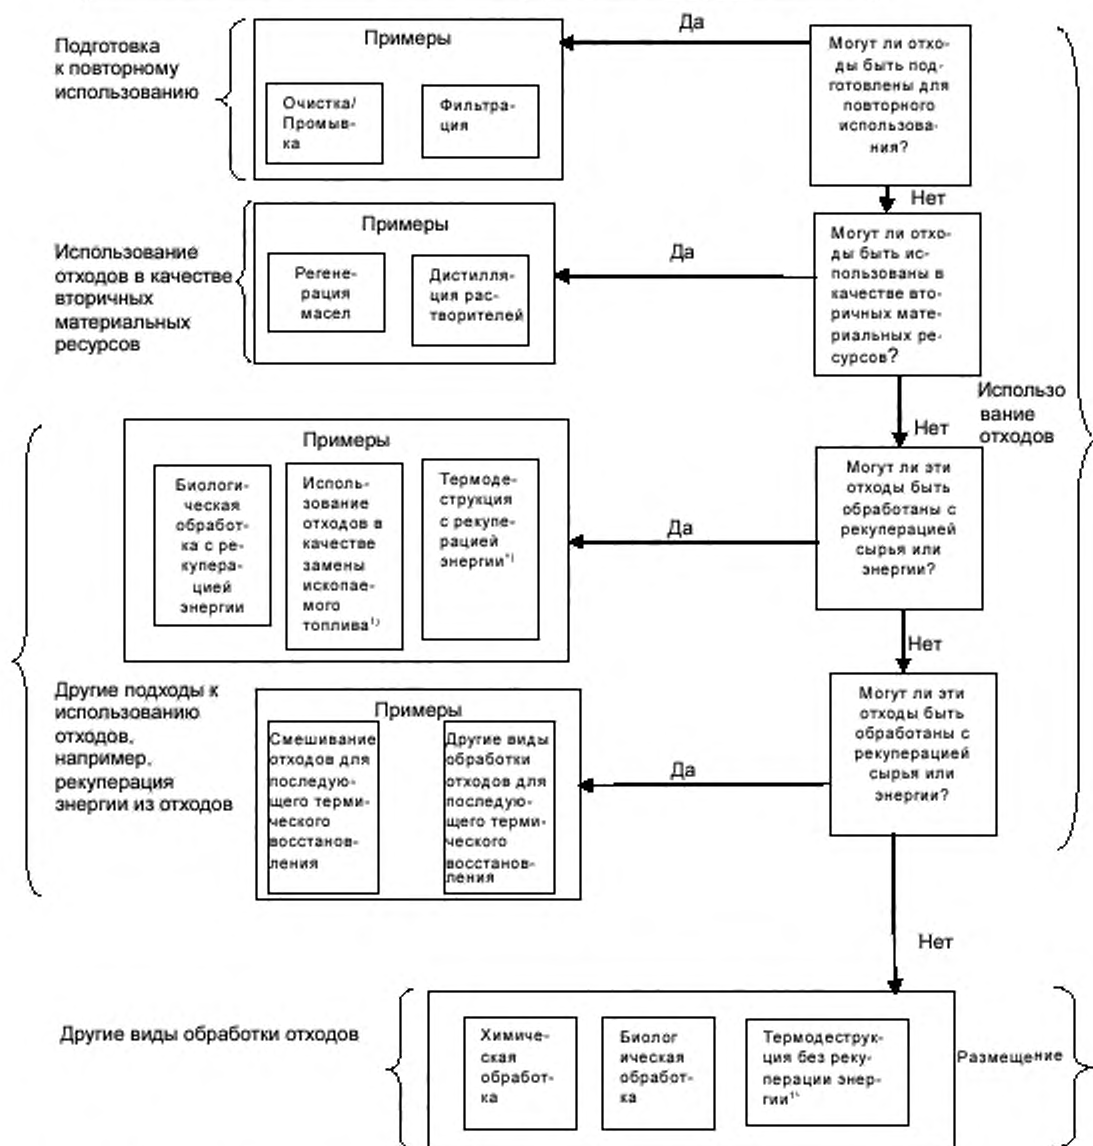 Подготовка
к повторному
использованию
Примеры
Очистка/
Промыв-
ка
Фильтра-
ция
Да
Могут ли отхо-
ды быть под-
готовлены для
повторного
использова-
ния?
Нет
Использование
отходов в качестве
вторичных
материальных
ресурсов
Примеры
Регене-
рация
масел
Дистилля-
ция рас-
творителей
Да
Могут ли отхо-
ды быть ис-
пользованы в
качестве вто-
ричных мате-
риальных ре-
сурсов?
Нет
Использо
вание
отходов
Примеры
Биологи-
ческая
обработ-
ка с ре-
купера-
цией
энергии
Исполь-
зование
отходов в
качестве
замены
ископае-
мого
топлива¹⁾
Термоде-
струкция
с рекупе-
рацией
энергии*⁾
Да
Могут ли эти
отходы быть
обработаны с
рекуперацией
сырья или
энергии?
Нет
Другие подходы к
использованию
отходов,
например,
рекуперация
энергии из отходов
Примеры
Смешивание
отходов для
последую-
щего терми-
ческого
восстанов-
ления
Другие виды
обработки
отходов для
последую-
щего терми-
ческого
восстанов-
ления
Да
Могут ли эти
отходы быть
обработаны с
рекуперацией
сырья или
энергии?
Нет
Другие виды обработки отходов
Химиче-
ская
обработ-
ка
Биолог
ическая
обработ-
ка
Термодеструк-
ция без реку-
перации энер-
гии¹⁾
Размещение